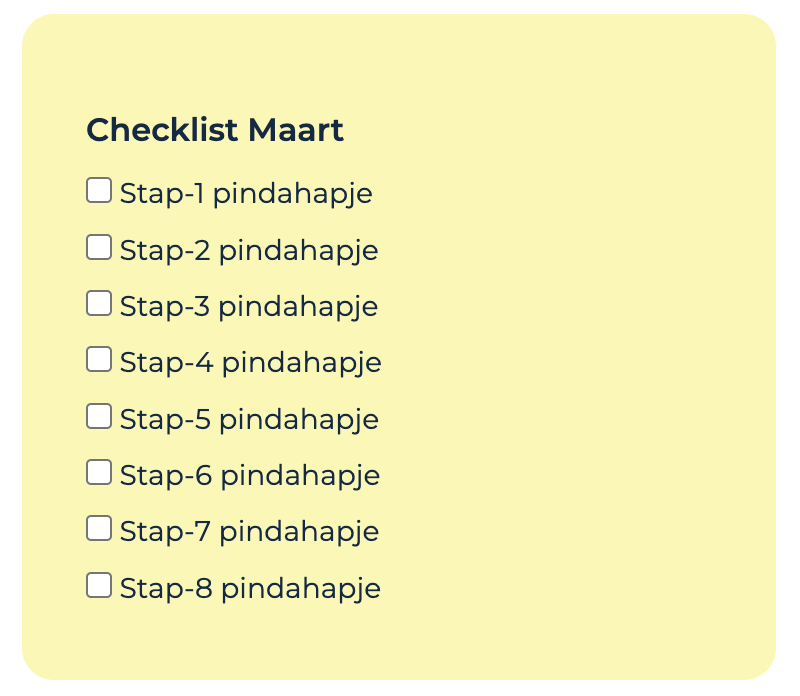 Checklist Maart
Stap-1 pindahapje
Stap-2 pindahapje
Stap-3 pindahapje
Stap-4 pindahapje
Stap-5 pindahapje
Stap-6 pindahapje
Stap-7 pindahapje
Stap-8 pindahapje